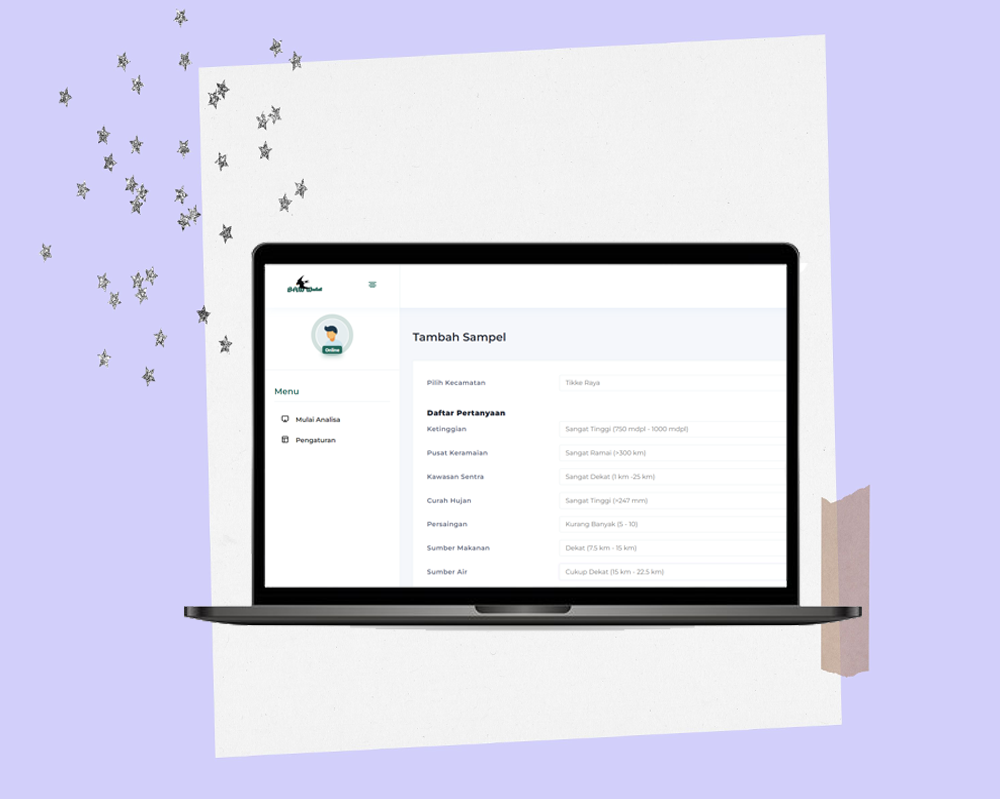 Online
Menu
Mulai Analisa
Pengaturan
Tambah Sampel
Pilih Kecamatan Tikke Raya
Daftar Pertanyaan
Ketinggian Sangat Tinggi (750 mdpl - 1000 mdpl)
Pusat Keramaian Sangat Ramai (>300 km)
Kawasan Sentra Sangat Dekat (1 km -25 km)
Curah Hujan Sangat Tinggi (>247 mm)
Persaingan Kurang Banyak (5 - 10)
Sumber Makanan Dekat (7.5 km - 15 km)
Sumber Air Cukup Dekat (15 km - 22.5 km)